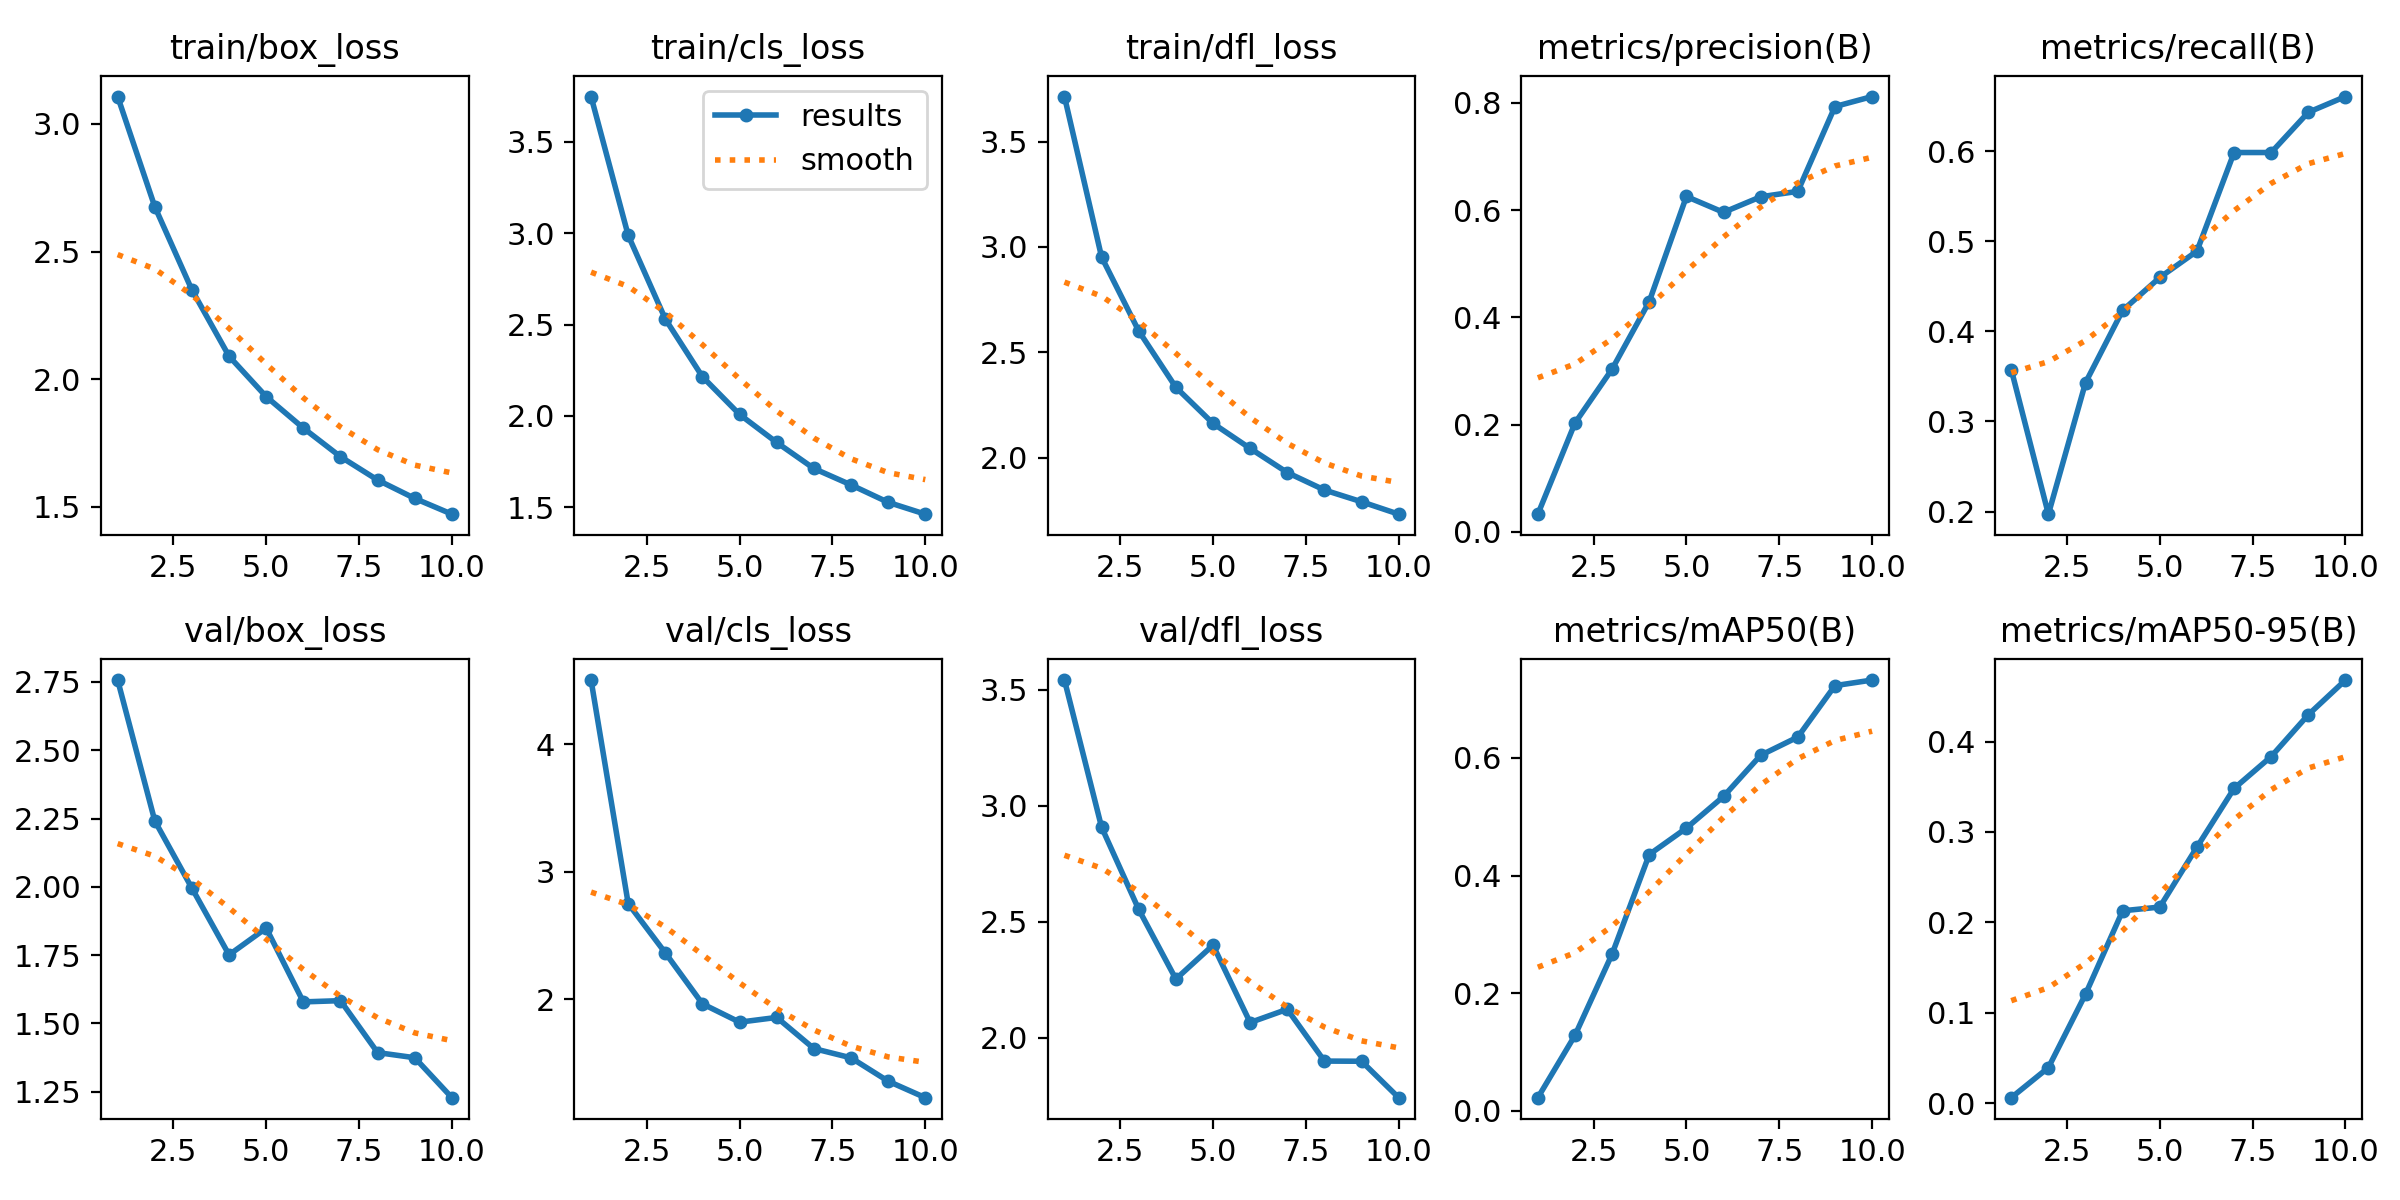 train/box_loss
3.0
2.5
2.0
1.5
2.5 5.0 7.5 10.0
train/cls_loss
results
smooth
3.5
3.0
2.5
2.0
1.5
2.5 5.0 7.5 10.0
train/dfl_loss
3.5
3.0
2.5
2.0
2.5 5.0 7.5 10.0
metrics/precision(B)
0.8
0.6
0.4
0.2
0.0
2.5 5.0 7.5 10.0
metrics/recall(B)
0.6
0.5
0.4
0.3
0.2
2.5 5.0 7.5 10.0
val/box_loss
2.75
2.50
2.25
2.00
1.75
1.50
1.25
2.5 5.0 7.5 10.0
val/cls_loss
4
3
2
2.5 5.0 7.5 10.0
val/dfl_loss
3.5
3.0
2.5
2.0
2.5 5.0 7.5 10.0
metrics/mAP50(B)
0.6
0.4
0.2
0.0
2.5 5.0 7.5 10.0
metrics/mAP50-95(B)
0.4
0.3
0.2
0.1
0.0
2.5 5.0 7.5 10.0